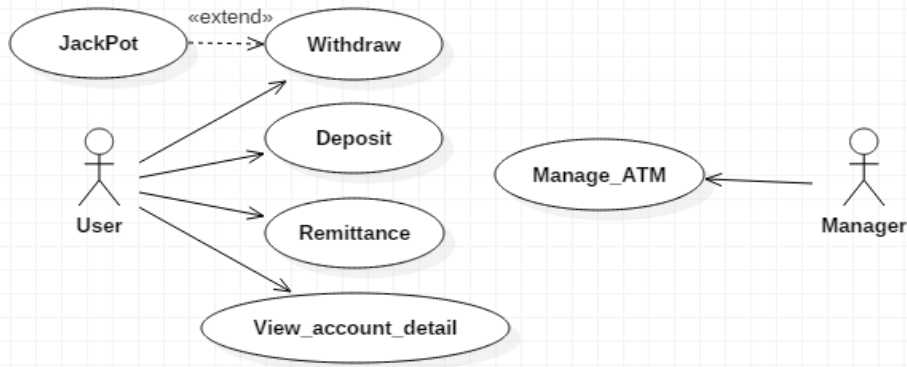 «extend»
JackPot
Withdraw
Deposit
Manage_ATM
User
Manager
Remittance
View_account_detail